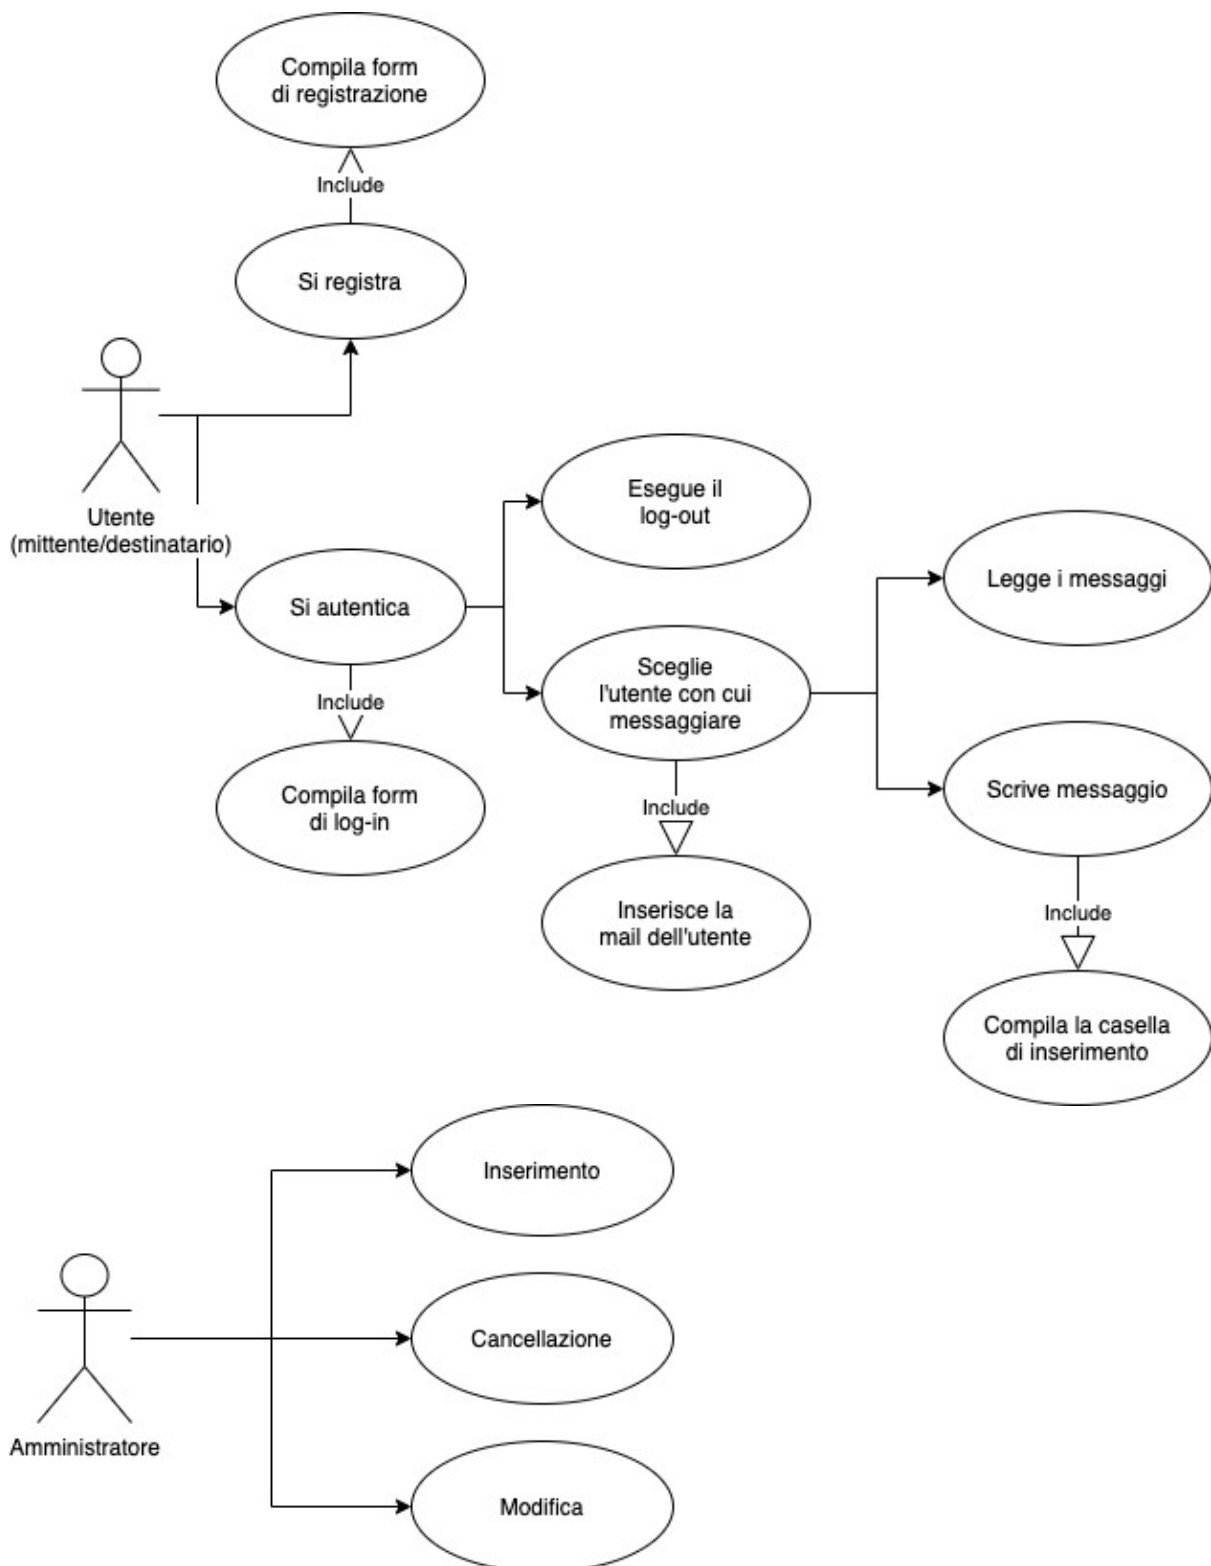 Compila form
di registrazione
Include
Si registra
Utente
(mittente/destinatario)
Esegue il
log-out
Legge i messaggi
Si autentica
Sceglie
l'utente con cui
messaggiare
Include
Scrive messaggio
Compila form
di log-in
Include
Inserisce la
mail dell'utente
Include
Compila la casella
di inserimento
Inserimento
Cancellazione
Amministratore
Modifica